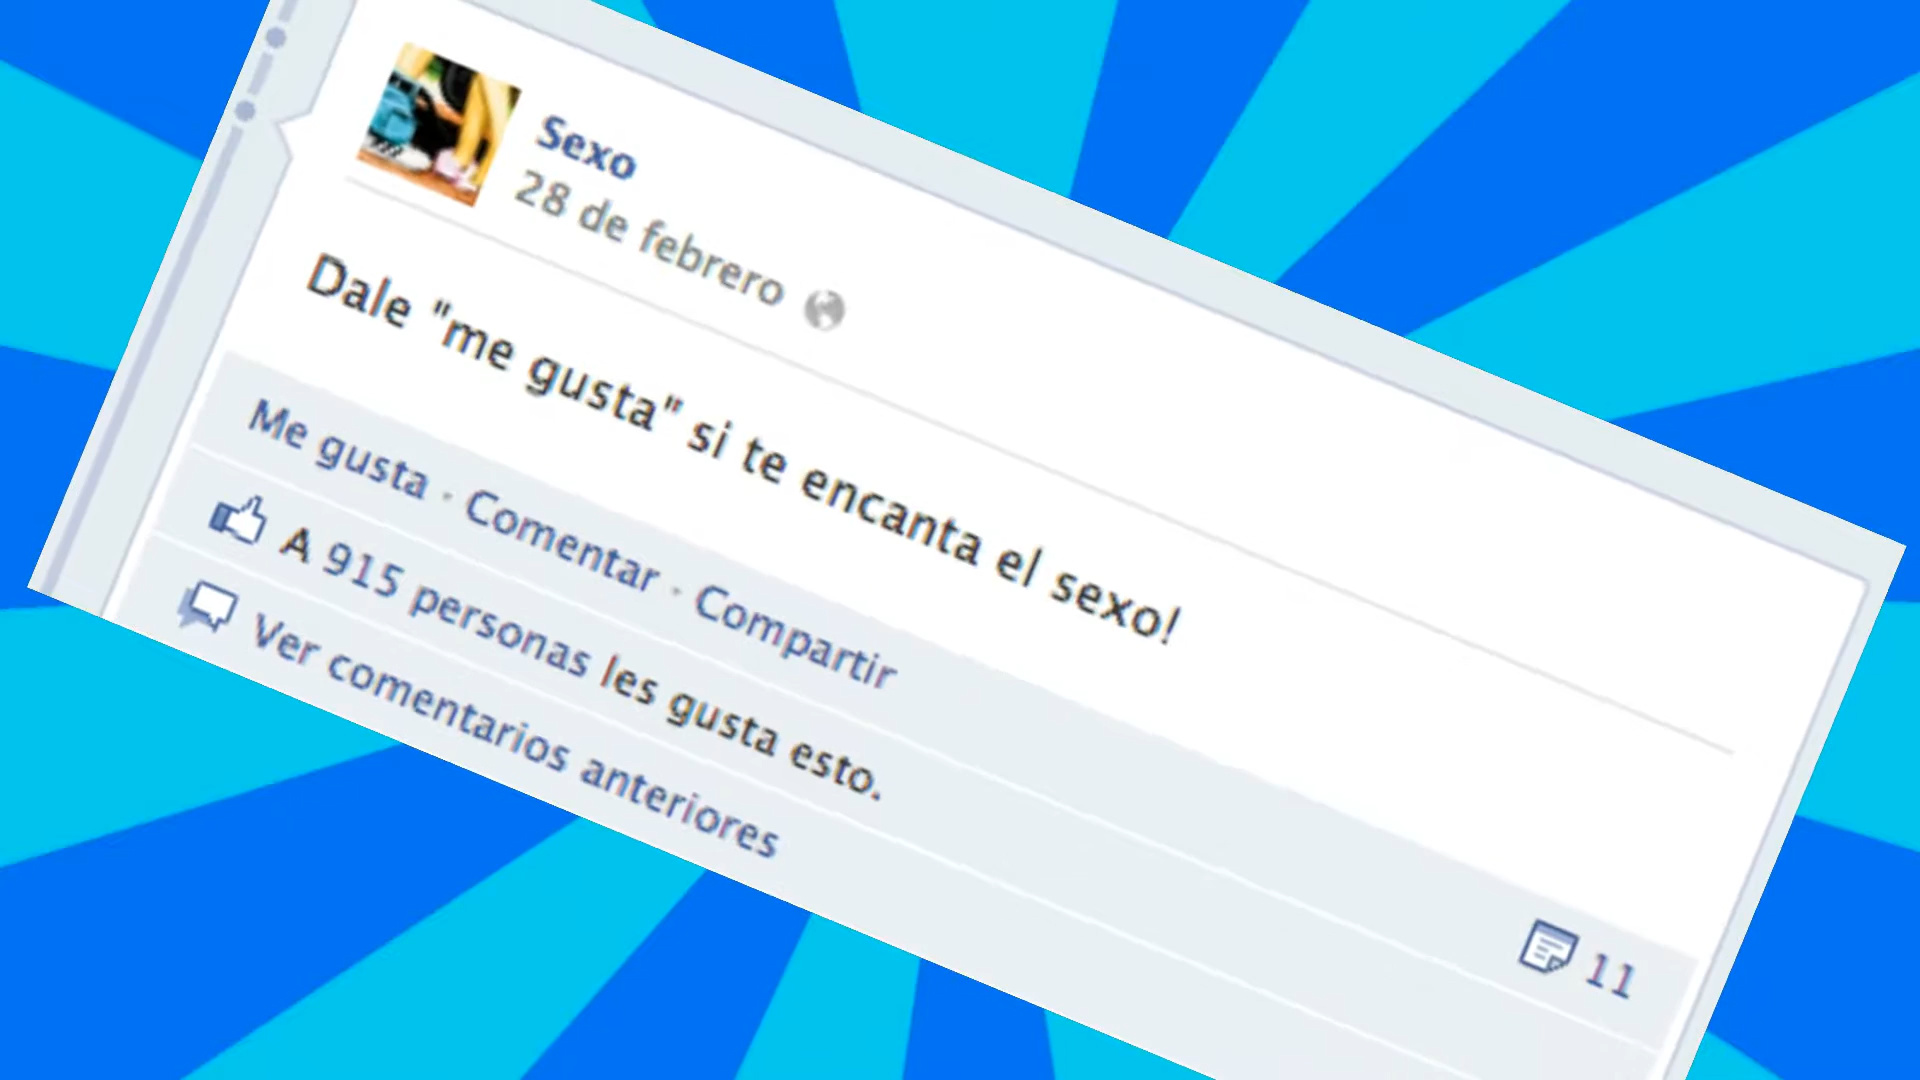 Sexo
28 de febrero
Dale "me gusta" si te encanta el sexo!
Me gusta · Comentar · Compartir
11
A 915 personas les gusta esto.
Ver comentarios anteriores